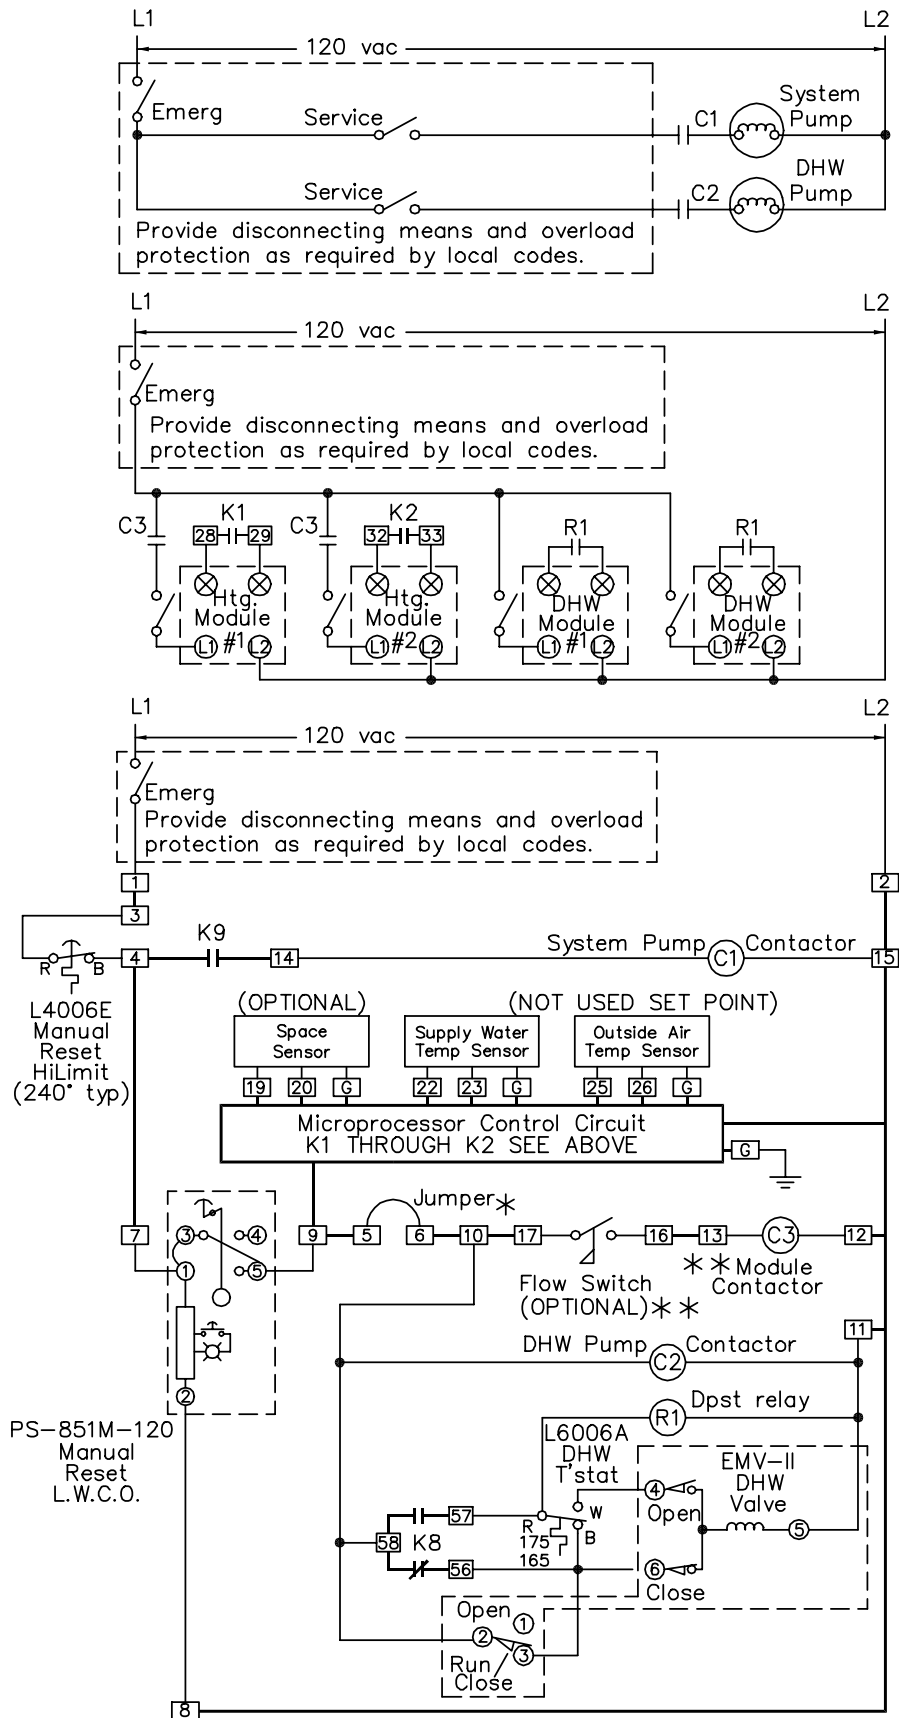 L1 L2
120 vac
Emerg
Service C1 System
Pump
Service C2 DHW
Pump
Provide disconnecting means and overload
protection as required by local codes.
L1 L2
120 vac
Emerg
Provide disconnecting means and overload
protection as required by local codes.
C3 K1 C3 K2 R1 R1
28 29 32 33
Htg. Htg. DHW DHW
Module Module Module Module
L1 #1 L2 L1 #2 L2 L1 #1 L2 L1 #2 L2
L1 L2
120 vac
Emerg
Provide disconnecting means and overload
protection as required by local codes.
1 2
3
K9
R B 4 14 System Pump C1 Contactor 15
L4006E
Manual
Reset
HiLimit
(240° typ)
(OPTIONAL) (NOT USED SET POINT)
Space
Sensor
Supply Water
Temp Sensor
Outside Air
Temp Sensor
19 20 G 22 23 G 25 26 G
Microprocessor Control Circuit
K1 THROUGH K2 SEE ABOVE
G
Jumper*
7 3 4 9 5 6 10 17 16 13 C3 12
1 5
Flow Switch
(OPTIONAL)**
** Module
Contactor
11
DHW Pump C2 Contactor
2
PS-851M-120
Manual
Reset
L.W.C.O.
R1 Dpst relay
L6006A
DHW
T'stat
EMV-II
DHW
Valve
W 4
Open 5
57 R B
58 K8 175
165
56 6
Close
Open 1
2 3
Run
Close
8